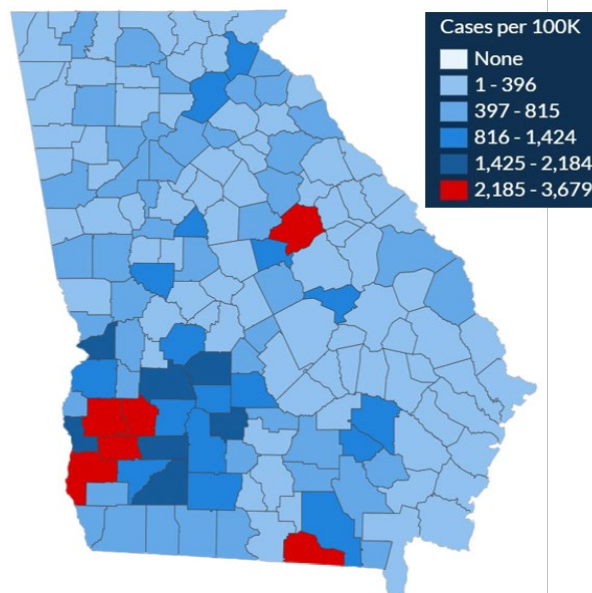 Cases per 100K
None
1 - 396
397 - 815
816 - 1,424
1,425 - 2,184
2,185 - 3,679